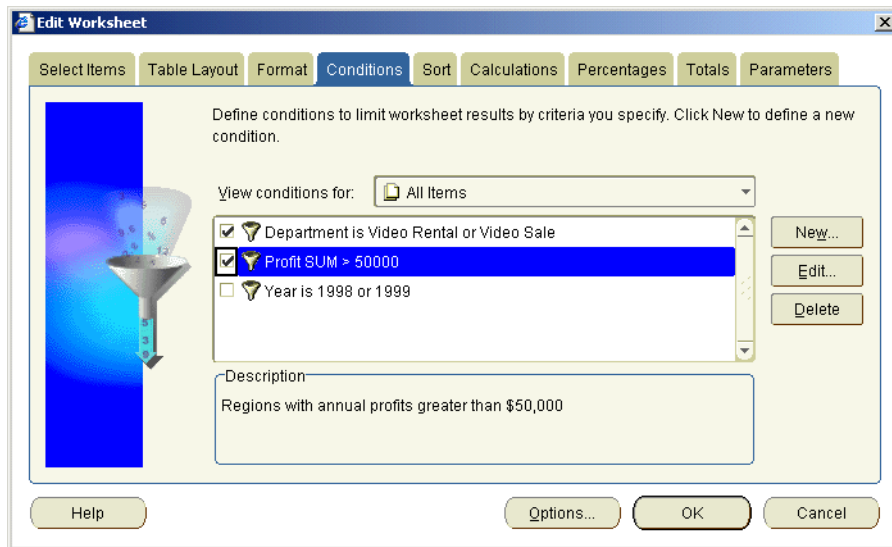 Edit Worksheet
Select Items Table Layout Format Conditions Sort Calculations Percentages Totals Parameters
Define conditions to limit worksheet results by criteria you specify. Click New to define a new
condition.
View conditions for: All Items
Department is Video Rental or Video Sale
New...
Profit SUM > 50000
Edit...
Year is 1998 or 1999
Delete
Description
Regions with annual profits greater than $50,000
Help Options... OK Cancel